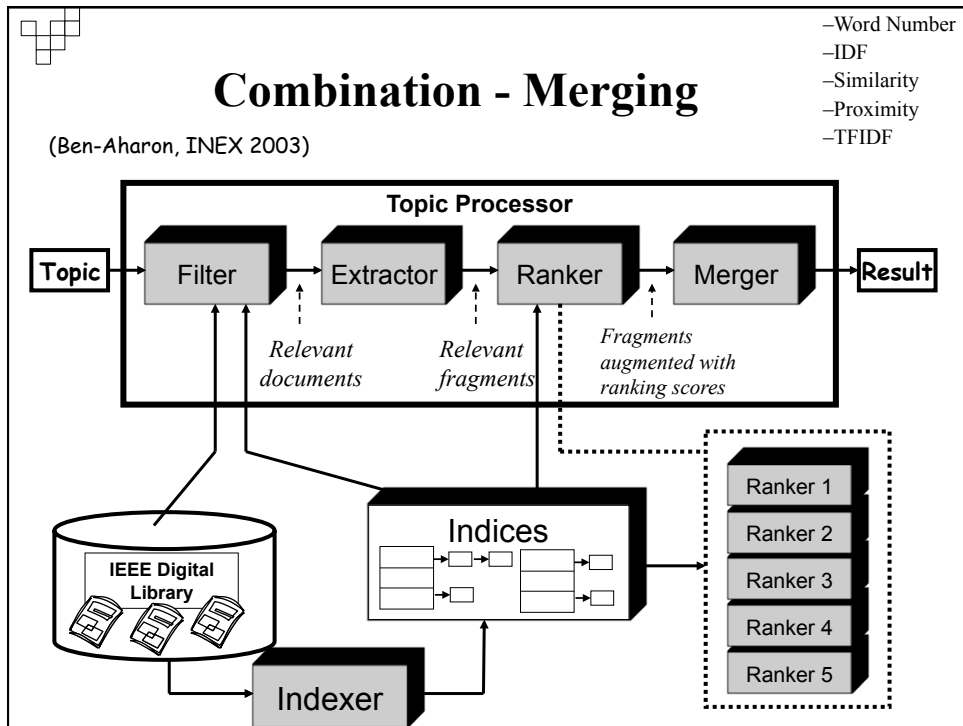 –Word Number
–IDF
–Similarity
–Proximity
–TFIDF
Combination - Merging
(Ben-Aharon, INEX 2003)
Topic Processor
Topic
Filter
Extractor
Ranker
Merger
Result
Relevant
documents
Relevant
fragments
Fragments
augmented with
ranking scores
Ranker 1
Ranker 2
Ranker 3
Ranker 4
Ranker 5
Indices
IEEE Digital
Library
Indexer